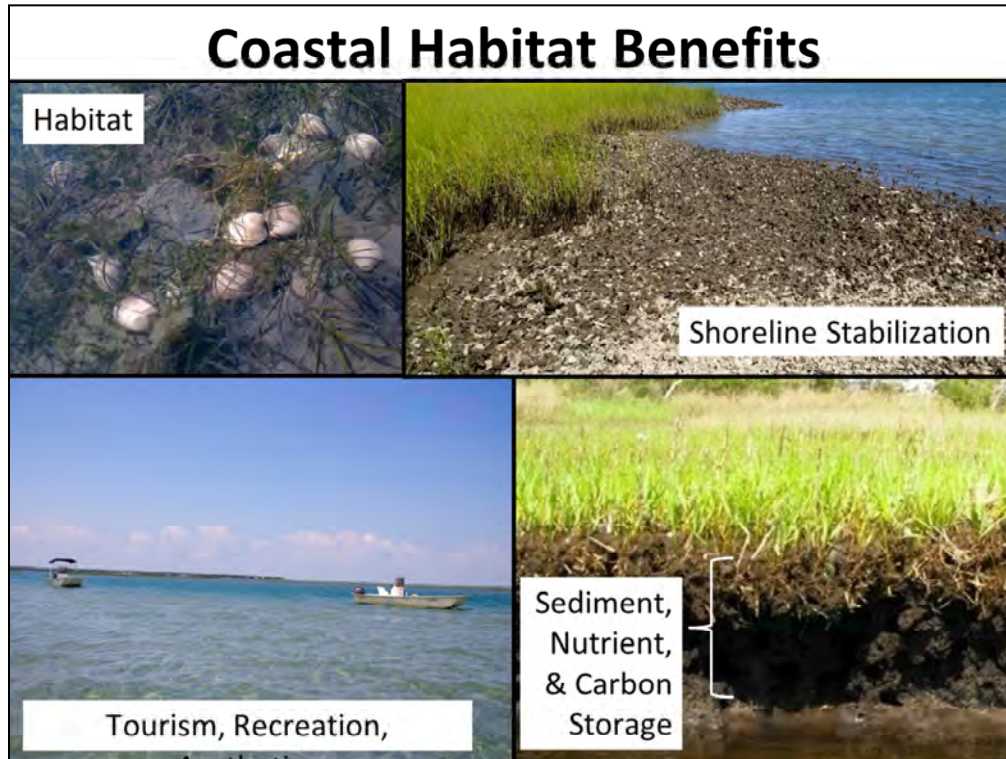 Coastal Habitat Benefits
Habitat
Shoreline Stabilization
Tourism, Recreation,
Sediment,
Nutrient,
& Carbon
Storage